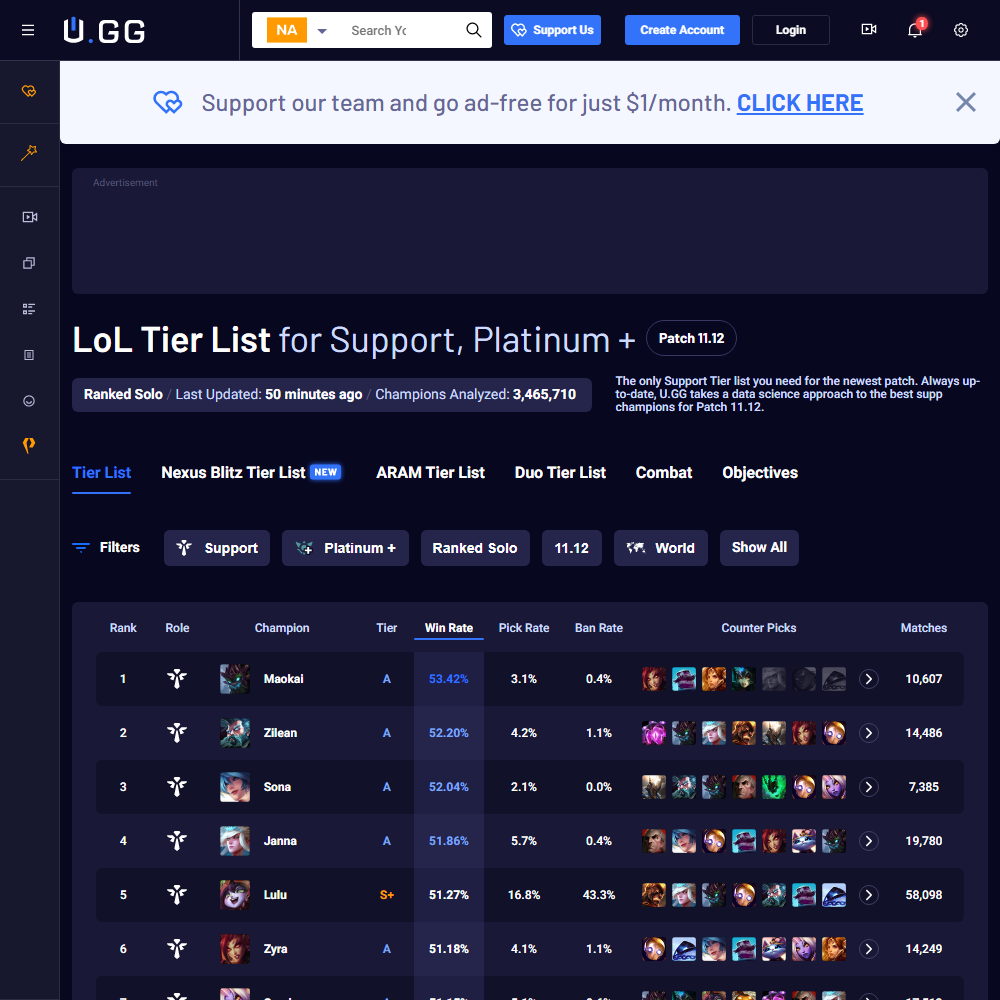 U.GG
NA
Search Yo
Support Us
Create Account
Login
1
Support our team and go ad-free for just $1/month. CLICK HERE
Advertisement
LoL Tier List for Support, Platinum +
Patch 11.12
Ranked Solo / Last Updated: 50 minutes ago / Champions Analyzed: 3,465,710
The only Support Tier list you need for the newest patch. Always up-
to-date, U.GG takes a data science approach to the best supp
champions for Patch 11.12.
Tier List
Nexus Blitz Tier List NEW
ARAM Tier List
Duo Tier List
Combat
Objectives
Filters
Support
Platinum +
Ranked Solo
11.12
World
Show All
Rank Role Champion Tier Win Rate Pick Rate Ban Rate Counter Picks Matches
1 Maokai A 53.42% 3.1% 0.4% 10,607
2 Zilean A 52.20% 4.2% 1.1% 14,486
3 Sona A 52.04% 2.1% 0.0% 7,385
4 Janna A 51.86% 5.7% 0.4% 19,780
5 Lulu S+ 51.27% 16.8% 43.3% 58,098
6 Zyra A 51.18% 4.1% 1.1% 14,249